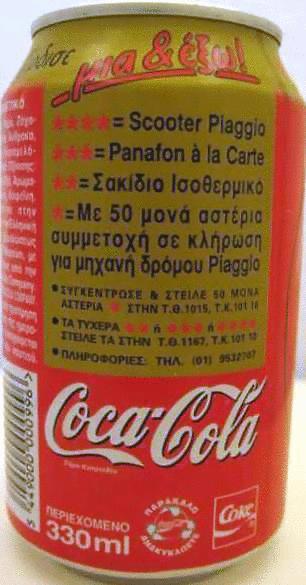 μια & έξω!
★★★★= Scooter Piaggio
★★★= Panafon à la Carte
★★= Σακίδιο Ισοθερμικό
★= Με 50 μονά αστέρια
συμμετοχή σε κλήρωση
για μηχανή δρόμου Piaggio
• ΣΥΓΚΕΝΤΡΩΣΕ & ΣΤΕΙΛΕ 50 ΜΟΝΑ
ΑΣΤΕΡΙΑ ★ ΣΤΗΝ Τ.Θ.1015, Τ.Κ.101 10
• ΤΑ ΤΥΧΕΡΑ ★★ ή ★★★ ή ★★★★
ΣΤΕΙΛΕ ΤΑ ΣΤΗΝ Τ.Θ.1167, Τ.Κ.101 10
• ΠΛΗΡΟΦΟΡΙΕΣ: ΤΗΛ. (01) 9532707
Coca-Cola
ΠΕΡΙΕΧΟΜΕΝΟ
330ml
ΠΑΡΑΚΑΛΩ
ΑΝΑΚΥΚΛΩΣΤΕ
Coke